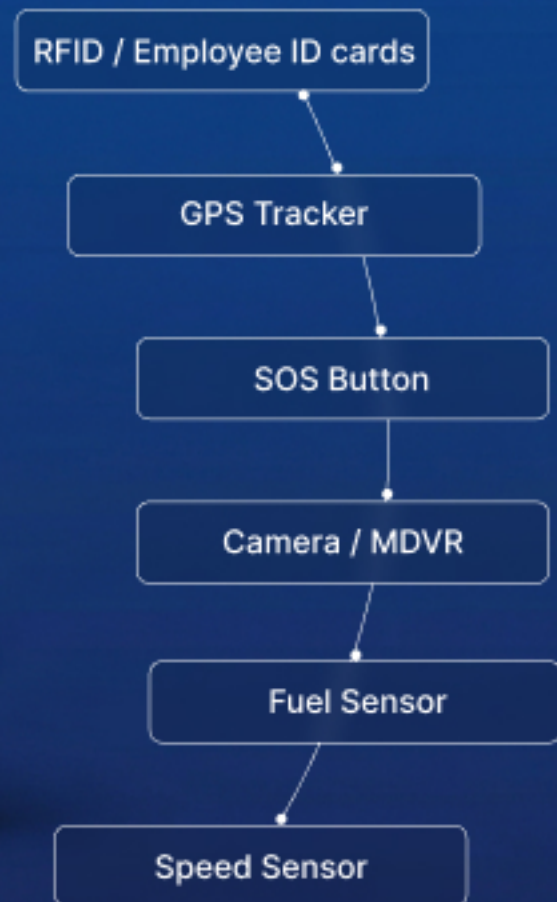 RFID / Employee ID cards
GPS Tracker
SOS Button
Camera / MDVR
Fuel Sensor
Speed Sensor